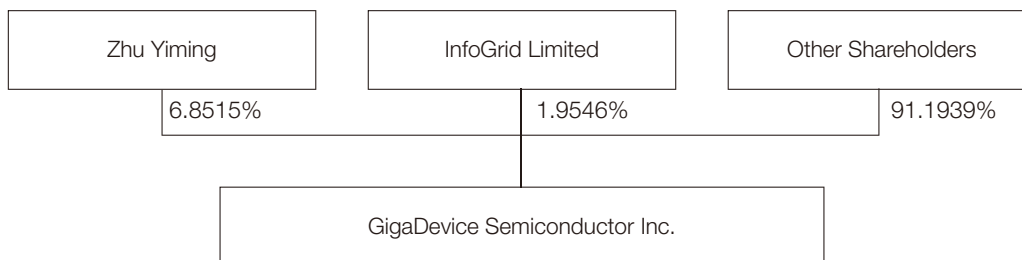 Zhu Yiming
InfoGrid Limited
Other Shareholders
6.8515%
1.9546%
91.1939%
GigaDevice Semiconductor Inc.